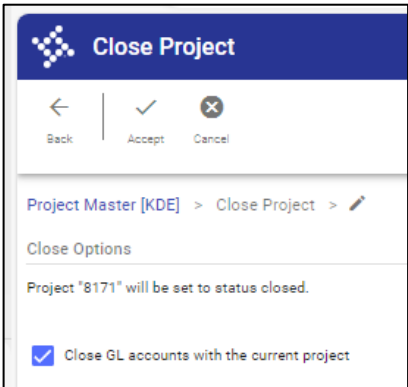 Close Project
Back Accept Cancel
Project Master [KDE] > Close Project >
Close Options
Project "8171" will be set to status closed.
Close GL accounts with the current project